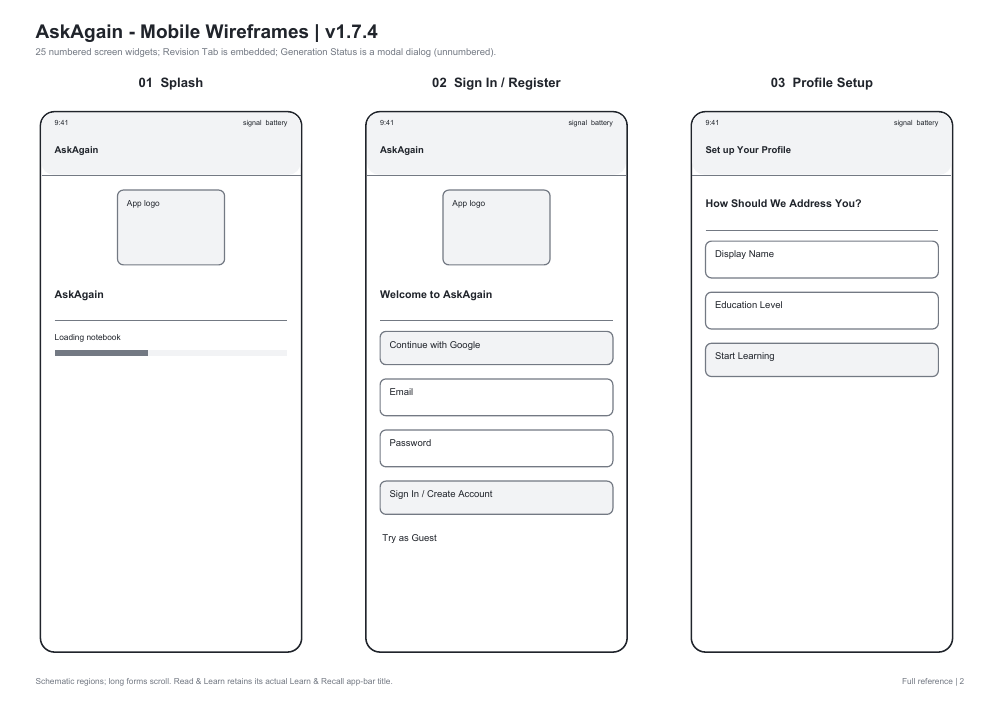 AskAgain - Mobile Wireframes | v1.7.4
25 numbered screen widgets; Revision Tab is embedded; Generation Status is a modal dialog (unnumbered).
01 Splash
9:41 signal battery
AskAgain
App logo
AskAgain
Loading notebook
02 Sign In / Register
9:41 signal battery
AskAgain
App logo
Welcome to AskAgain
Continue with Google
Email
Password
Sign In / Create Account
Try as Guest
03 Profile Setup
9:41 signal battery
Set up Your Profile
How Should We Address You?
Display Name
Education Level
Start Learning
Schematic regions; long forms scroll. Read & Learn retains its actual Learn & Recall app-bar title.
Full reference | 2